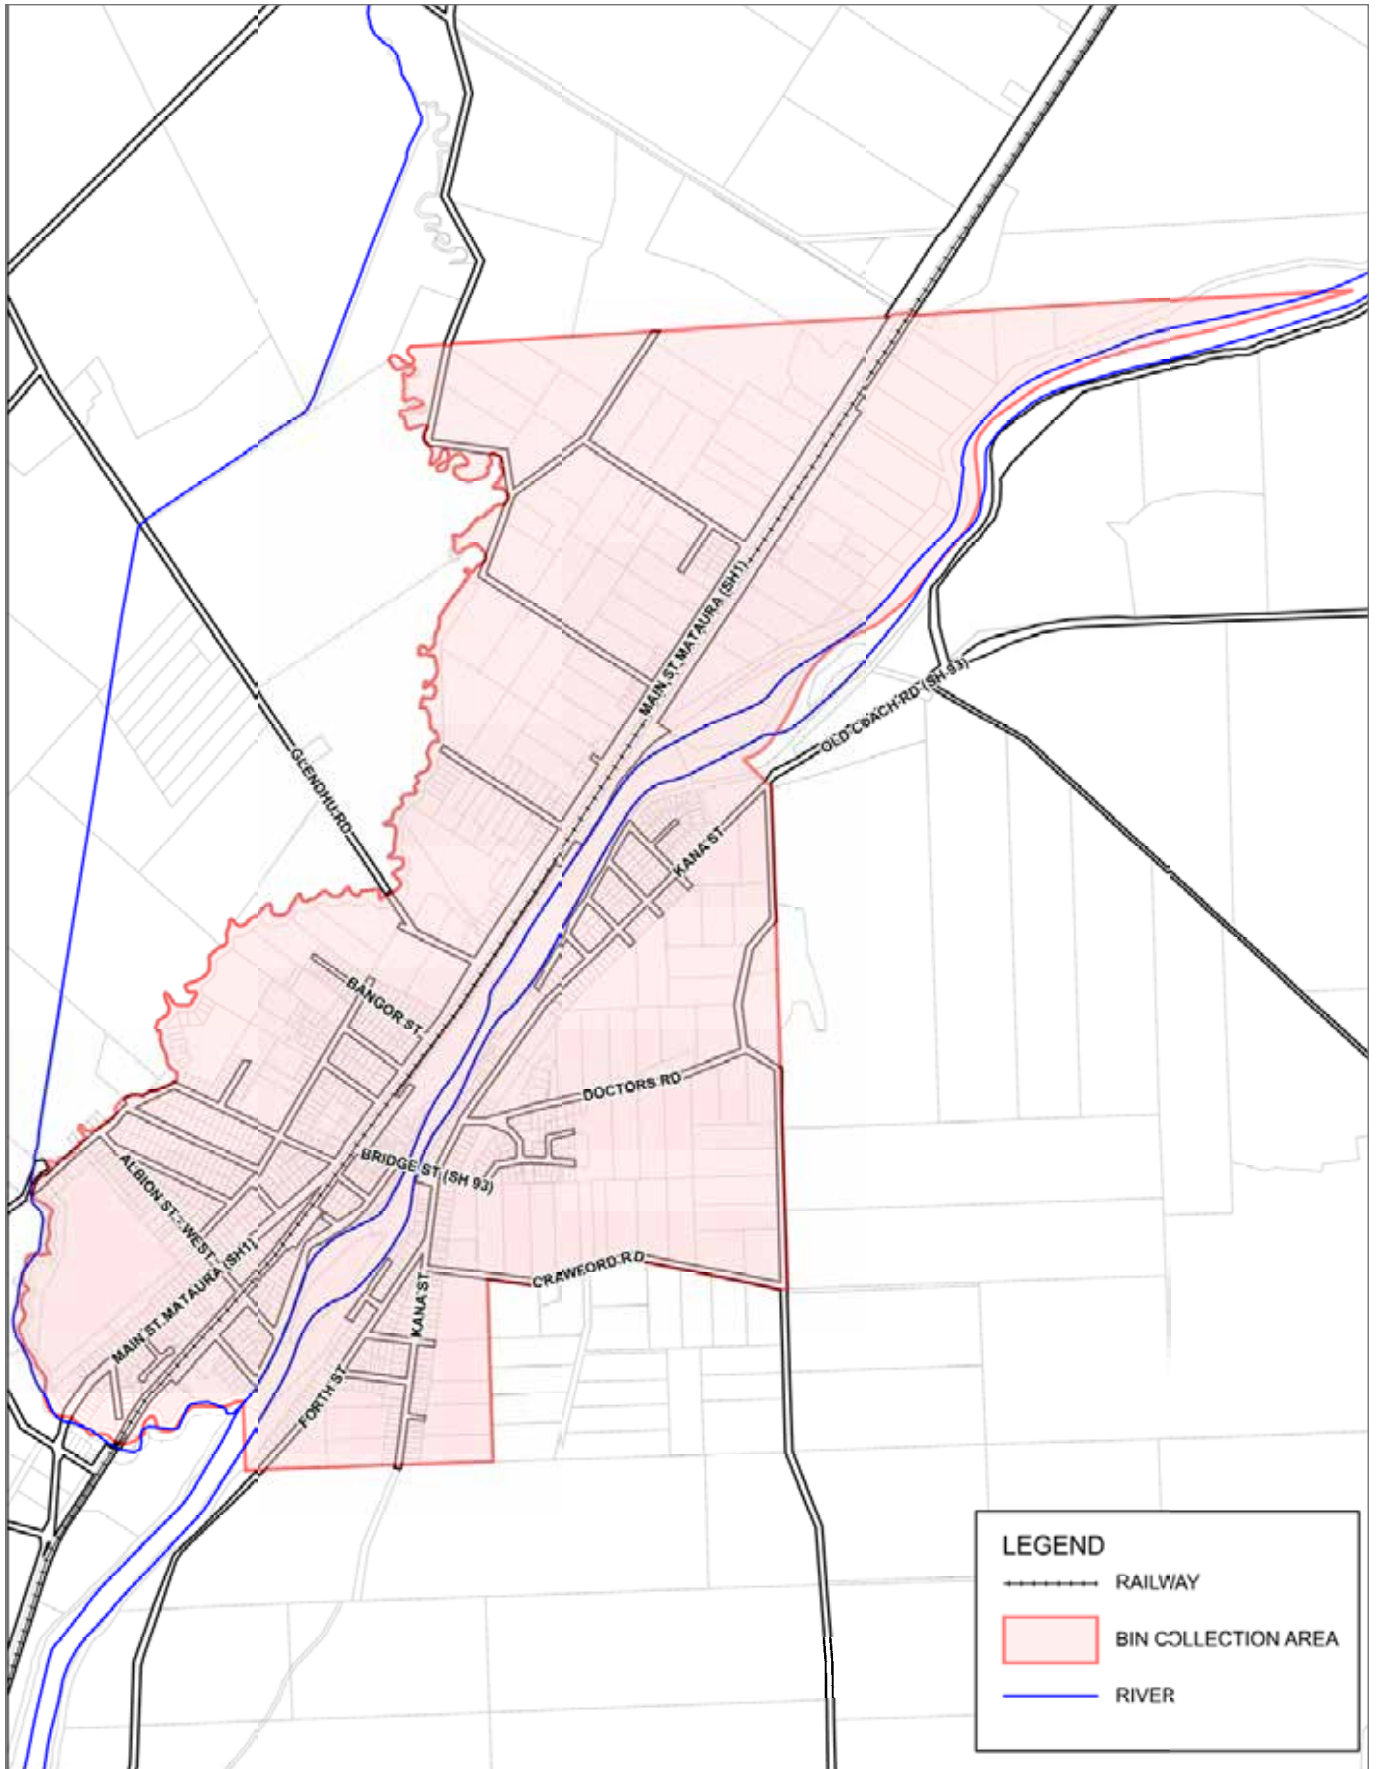 MAIN ST MATAURA (SH1)
OLD COACH RD (SH 93)
GLENDHU RD
KANA ST
BANGOR ST
DOCTORS RD
BRIDGE ST (SH 93)
ALBION ST - WEST
MAIN ST MATAURA (SH1)
CRAWFORD RD
KANA ST
FORTH ST
LEGEND
RAILWAY
BIN COLLECTION AREA
RIVER